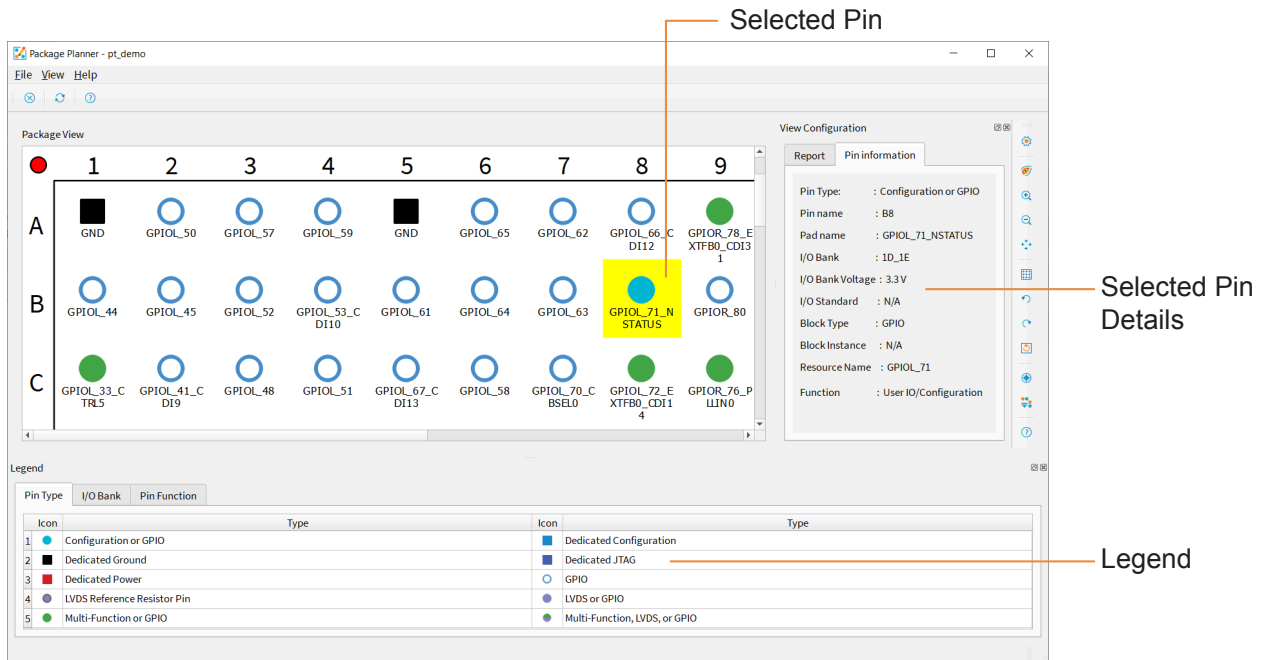 Selected Pin
Package Planner - pt_demo
File View Help
Package View
1 2 3 4 5 6 7 8 9
A
GND
GPIOL_50
GPIOL_57
GPIOL_59
GND
GPIOL_65
GPIOL_62
GPIOL_66_C
DI12
GPIOR_78_E
XTFB0_CDI3
1
B
GPIOL_44
GPIOL_45
GPIOL_52
GPIOL_53_C
DI10
GPIOL_61
GPIOL_64
GPIOL_63
GPIOL_71_N
STATUS
GPIOR_80
C
GPIOL_33_C
TRL5
GPIOL_41_C
DI9
GPIOL_48
GPIOL_51
GPIOL_67_C
DI13
GPIOL_58
GPIOL_70_C
BSEL0
GPIOL_72_E
XTFB0_CDI1
4
GPIOR_76_P
LLIN0
View Configuration
Report Pin information
Pin Type: : Configuration or GPIO
Pin name : B8
Pad name : GPIOL_71_NSTATUS
I/O Bank : 1D_1E
I/O Bank Voltage : 3.3 V
I/O Standard : N/A
Block Type : GPIO
Block Instance : N/A
Resource Name : GPIOL_71
Function : User IO/Configuration
Selected Pin
Details
Legend
Pin Type I/O Bank Pin Function
Icon Type Icon Type
1 Configuration or GPIO Dedicated Configuration
2 Dedicated Ground Dedicated JTAG
3 Dedicated Power GPIO
4 LVDS Reference Resistor Pin LVDS or GPIO
5 Multi-Function or GPIO Multi-Function, LVDS, or GPIO
Legend